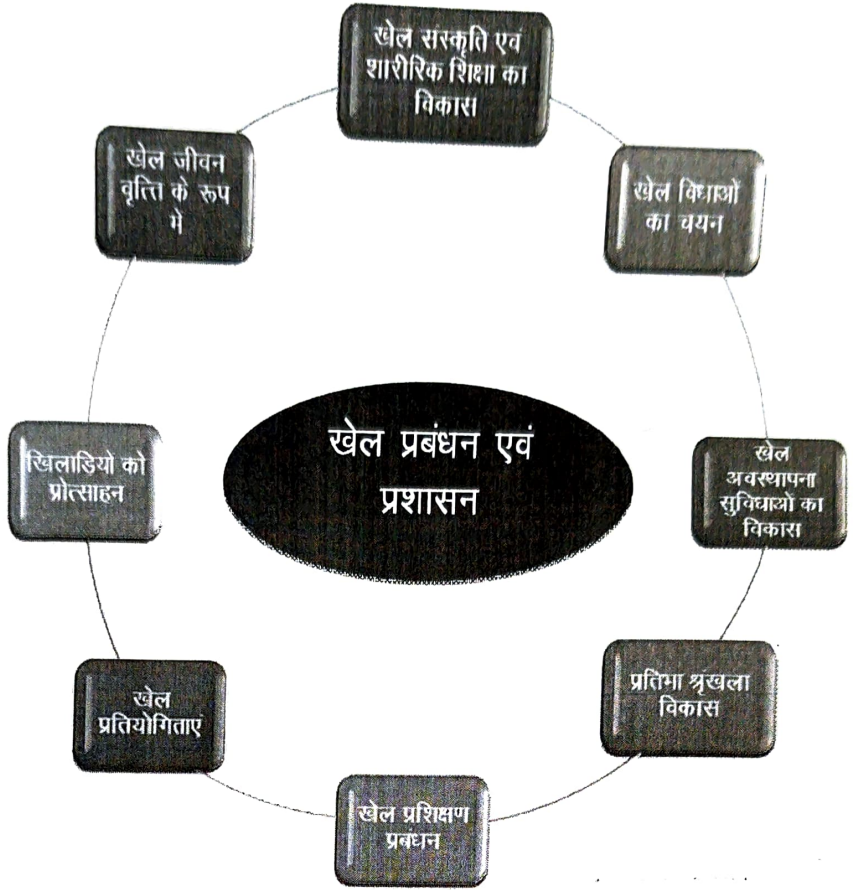 खेल संस्कृति एवं
शारीरिक शिक्षा का
विकास
खेल विधाओं
का चयन
खेल
अवस्थापना
सुविधाओं का
विकास
प्रतिभा श्रृंखला
विकास
खेल प्रशिक्षण
प्रबंधन
खेल
प्रतियोगिताएं
खिलाडियो को
प्रोत्साहन
खेल जीवन
वृत्ति के रूप
में
खेल प्रबंधन एवं
प्रशासन